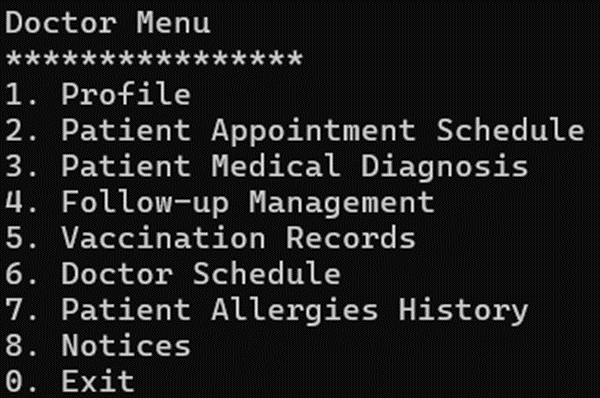 Doctor Menu
****************
1. Profile
2. Patient Appointment Schedule
3. Patient Medical Diagnosis
4. Follow-up Management
5. Vaccination Records
6. Doctor Schedule
7. Patient Allergies History
8. Notices
0. Exit